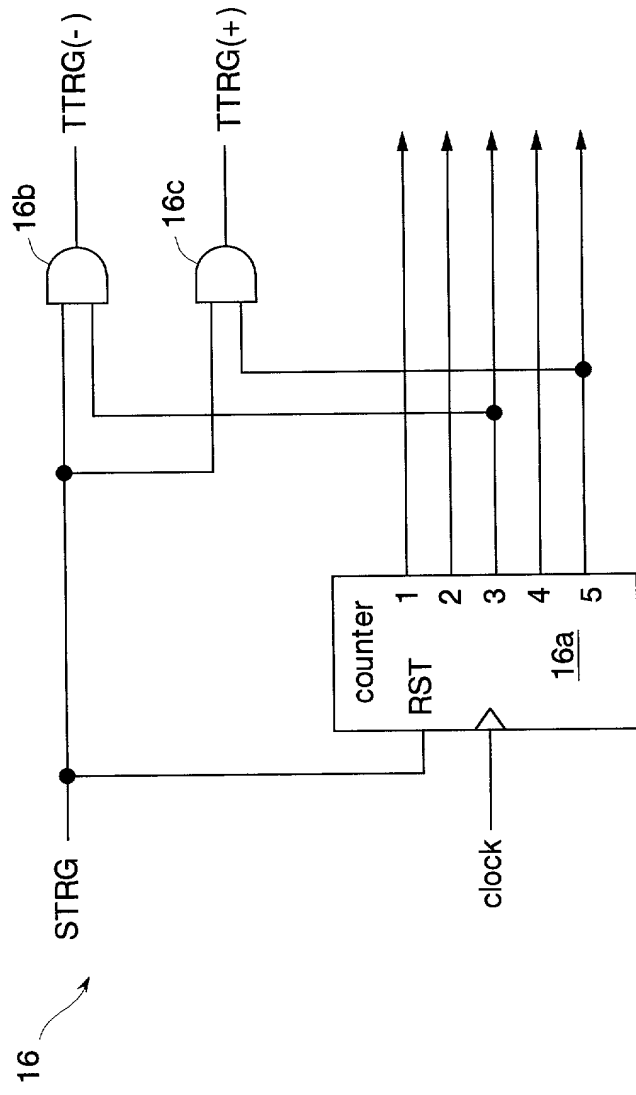 16
STRG
TTRG(-)
16b
TTRG(+)
16c
counter
RST
1
2
3
4
5
16a
clock